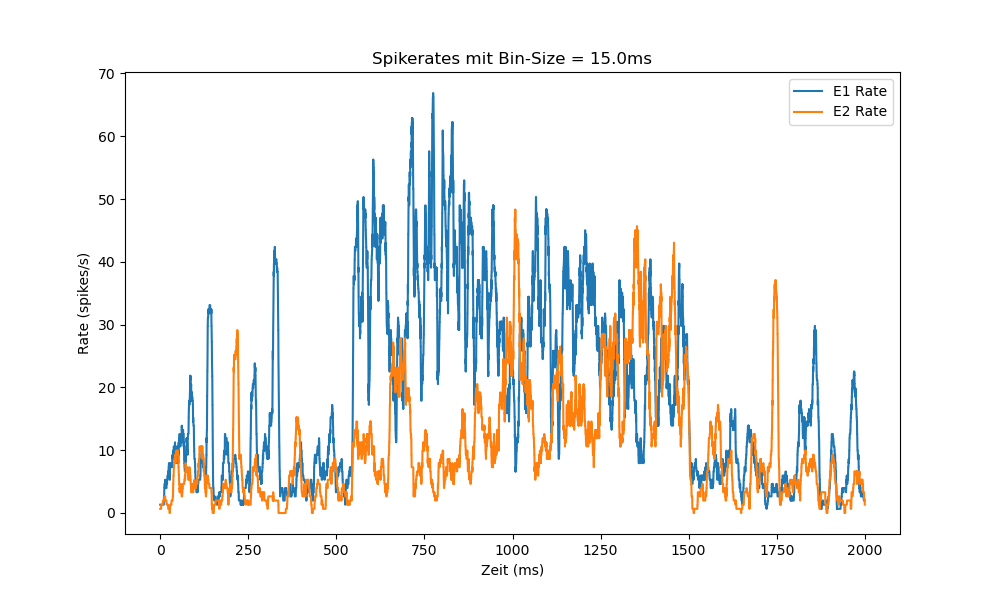 Spikerates mit Bin-Size = 15.0ms
E1 Rate
E2 Rate
Rate (spikes/s)
70
60
50
40
30
20
10
0
0 250 500 750 1000 1250 1500 1750 2000
Zeit (ms)